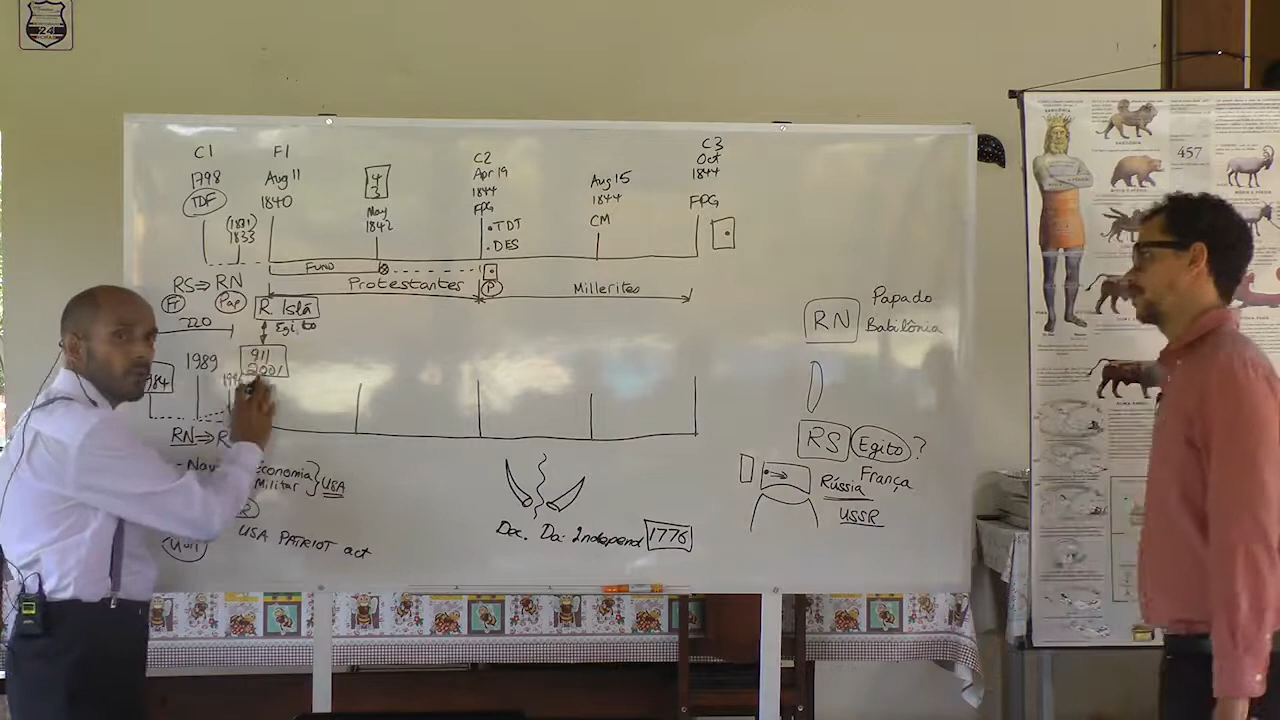 24
HORAS
C1
1798
TDF
(1831)
1833
F1
Aug 11
1840
4
3
May
1842
C2
Apr 19
1844
FPG
•TDT
•DES
Aug 15
1844
CM
C3
Oct
1844
FPG
FUND
P
RS⇒RN
Fr
Pap
Protestantes
Millerites
R. Islã
Egito
220
1989
911
2001
RN⇒R
Economia
Militar
USA
USA PATRIOT act
Dec. Da. Independ 1776
RN
Papado
Babilônia
RS
Egito ?
França
Rússia
USSR
457